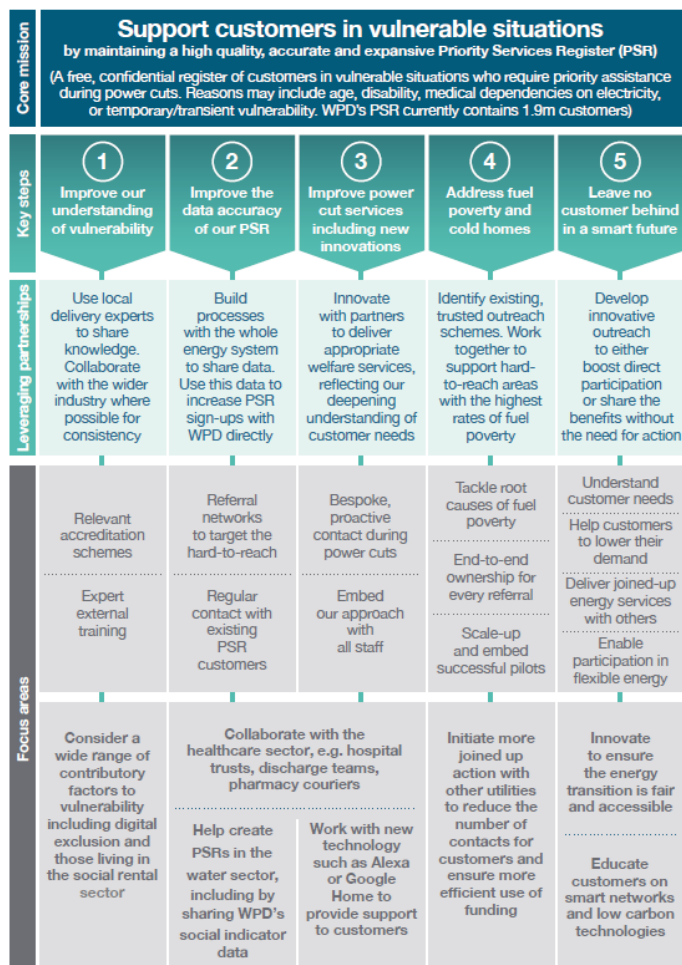 Core mission
Support customers in vulnerable situations
by maintaining a high quality, accurate and expansive Priority Services Register (PSR)
(A free, confidential register of customers in vulnerable situations who require priority assistance
during power cuts. Reasons may include age, disability, medical dependencies on electricity,
or temporary/transient vulnerability. WPD's PSR currently contains 1.9m customers)
Key steps
1
Improve our
understanding
of vulnerability
2
Improve the
data accuracy
of our PSR
3
Improve power
cut services
including new
innovations
4
Address fuel
poverty and
cold homes
5
Leave no
customer behind
in a smart future
Leveraging partnerships
Use local
delivery experts
to share
knowledge.
Collaborate
with the wider
industry where
possible for
consistency
Build
processes
with the whole
energy system
to share data.
Use this data to
increase PSR
sign-ups with
WPD directly
Innovate
with partners
to deliver
appropriate
welfare services,
reflecting our
deepening
understanding of
customer needs
Identify existing,
trusted outreach
schemes. Work
together to
support hard-
to-reach areas
with the highest
rates of fuel
poverty
Develop
innovative
outreach
to either
boost direct
participation
or share the
benefits without
the need for action
Focus areas
Relevant
accreditation
schemes
Expert
external
training
Referral
networks
to target the
hard-to-reach
Regular
contact with
existing
PSR
customers
Bespoke,
proactive
contact during
power cuts
Embed
our approach
with
all staff
Tackle root
causes of fuel
poverty
End-to-end
ownership for
every referral
Scale-up
and embed
successful pilots
Understand
customer needs
Help customers
to lower their
demand
Deliver joined-up
energy services
with others
Enable
participation in
flexible energy
Consider a
wide range of
contributory
factors to
vulnerability
including digital
exclusion and
those living in
the social rental
sector
Collaborate with the
healthcare sector, e.g. hospital
trusts, discharge teams,
pharmacy couriers
Help create
PSRs in the
water sector,
including by
sharing WPD's
social indicator
data
Work with new
technology
such as Alexa
or Google
Home to
provide support
to customers
Initiate more
joined up
action with
other utilities
to reduce the
number of
contacts for
customers and
ensure more
efficient use of
funding
Innovate
to ensure
the energy
transition is fair
and accessible
Educate
customers on
smart networks
and low carbon
technologies